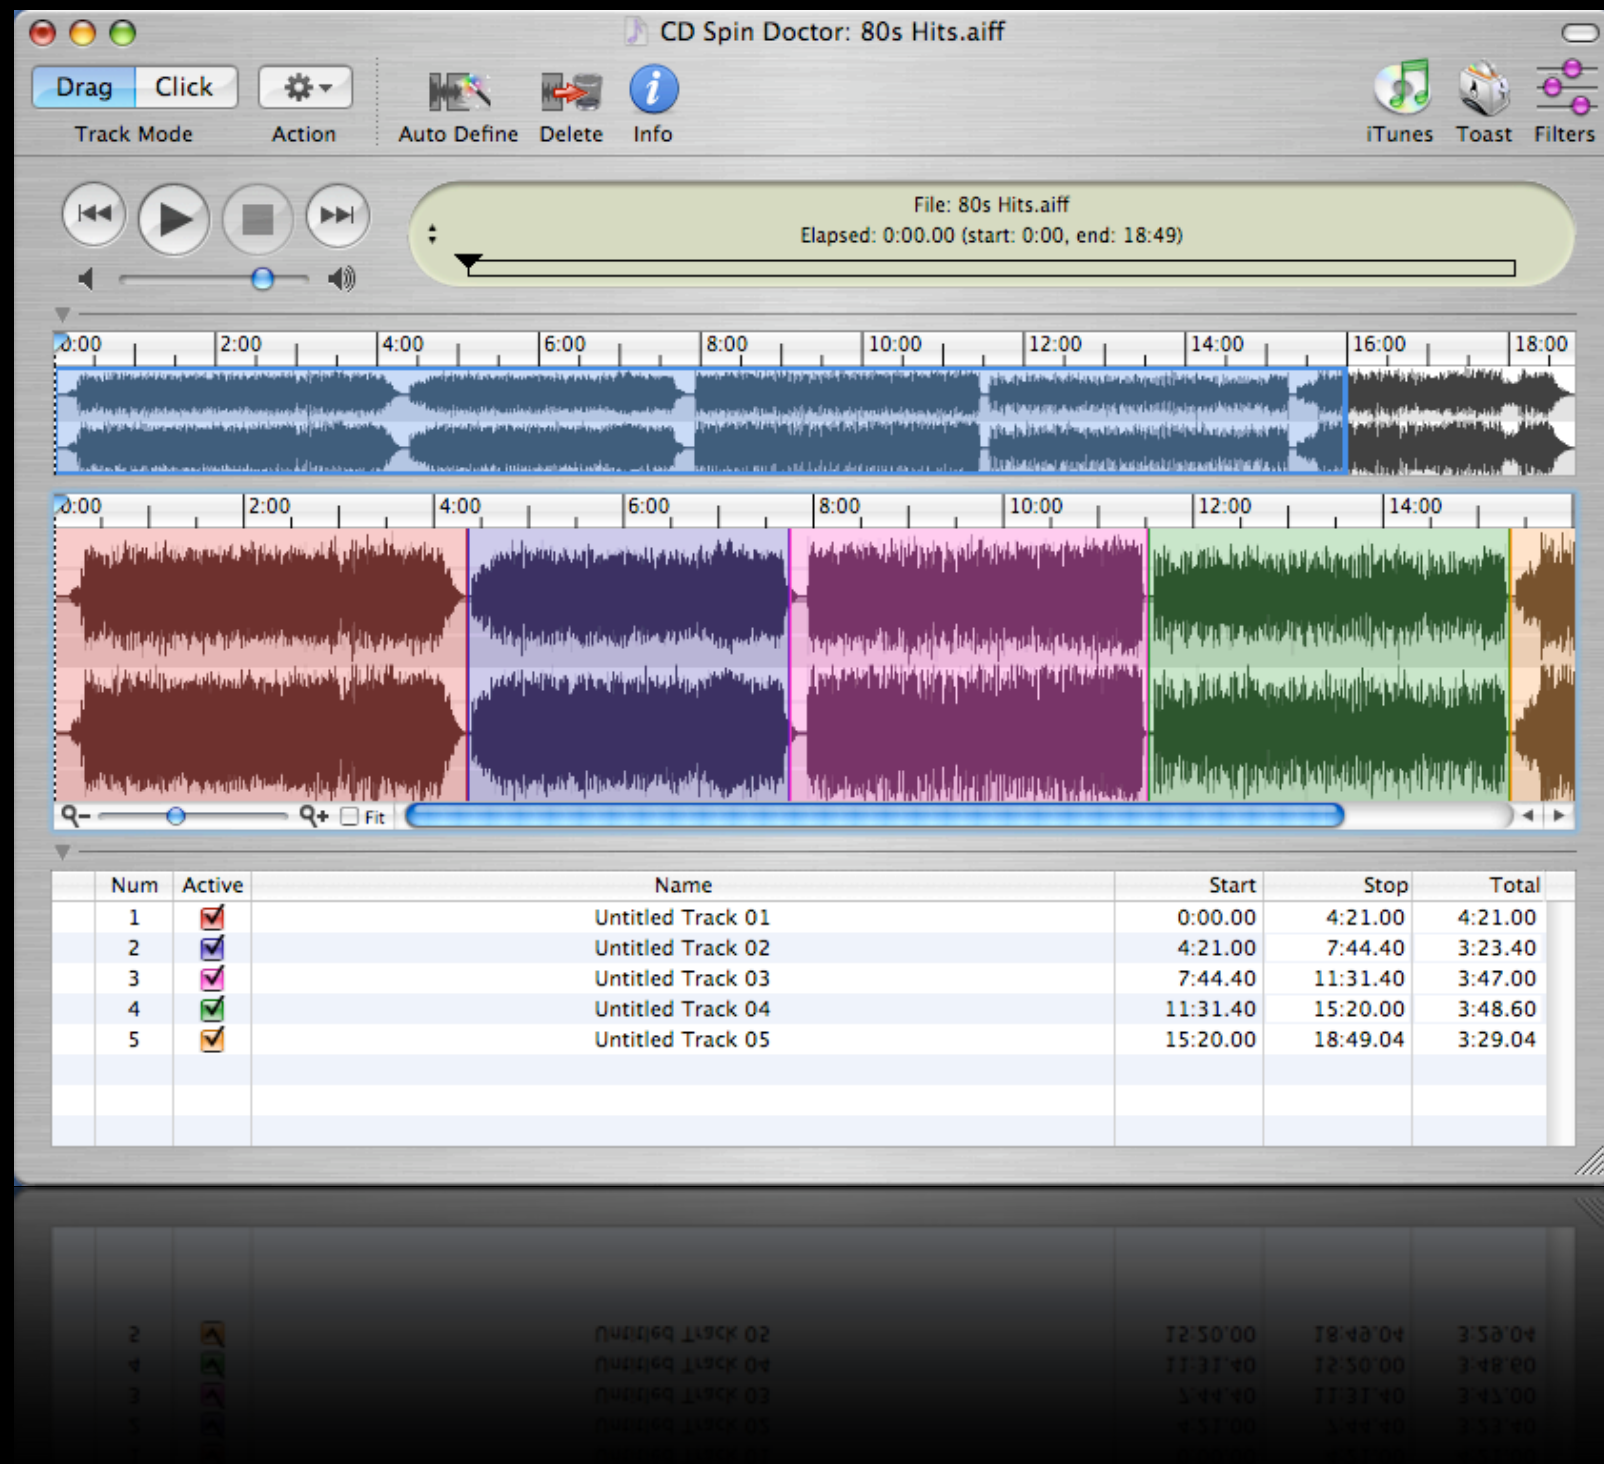 CD Spin Doctor: 80s Hits.aiff
Drag Click
Track Mode Action Auto Define Delete Info iTunes Toast Filters
File: 80s Hits.aiff
Elapsed: 0:00.00 (start: 0:00, end: 18:49)
0:00 2:00 4:00 6:00 8:00 10:00 12:00 14:00 16:00 18:00
0:00 2:00 4:00 6:00 8:00 10:00 12:00 14:00
Fit
Num Active Name Start Stop Total
1 Untitled Track 01 0:00.00 4:21.00 4:21.00
2 Untitled Track 02 4:21.00 7:44.40 3:23.40
3 Untitled Track 03 7:44.40 11:31.40 3:47.00
4 Untitled Track 04 11:31.40 15:20.00 3:48.60
5 Untitled Track 05 15:20.00 18:49.04 3:29.04